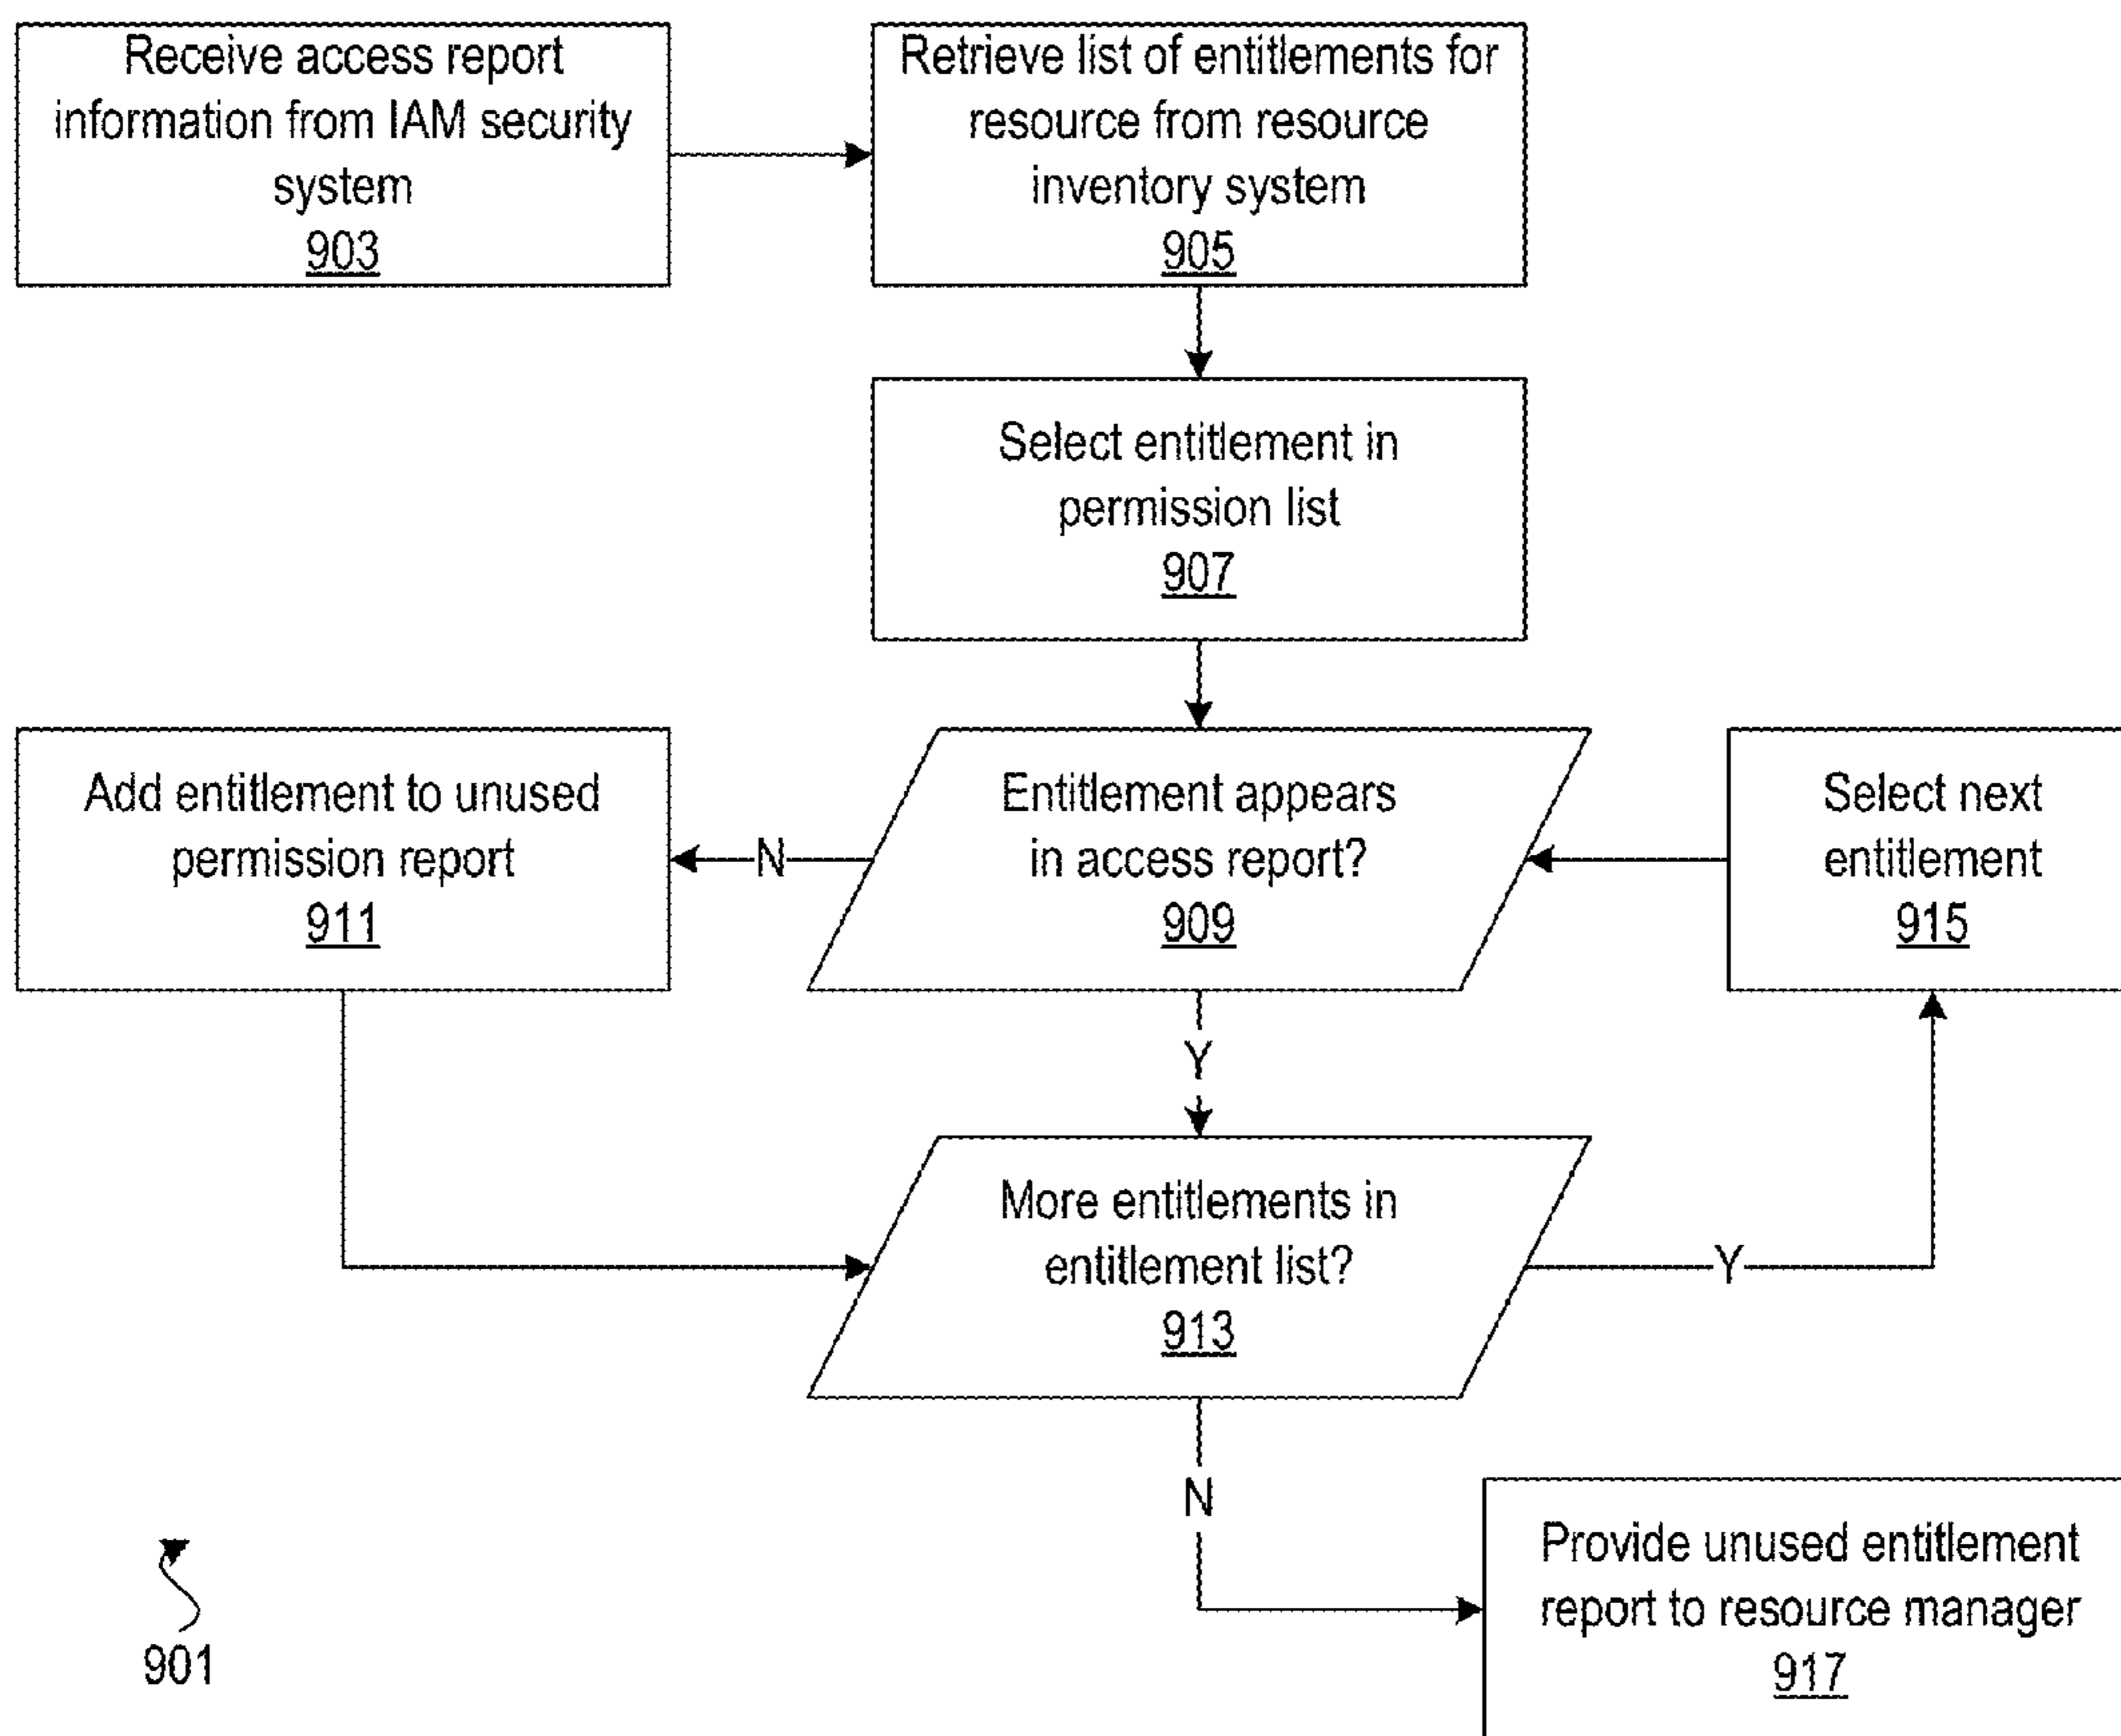 Receive access report
information from IAM security
system
903
Retrieve list of entitlements for
resource from resource
inventory system
905
Select entitlement in
permission list
907
Add entitlement to unused
permission report
911
N
Entitlement appears
in access report?
909
Select next
entitlement
915
Y
More entitlements in
entitlement list?
913
Y
N
Provide unused entitlement
report to resource manager
917
901